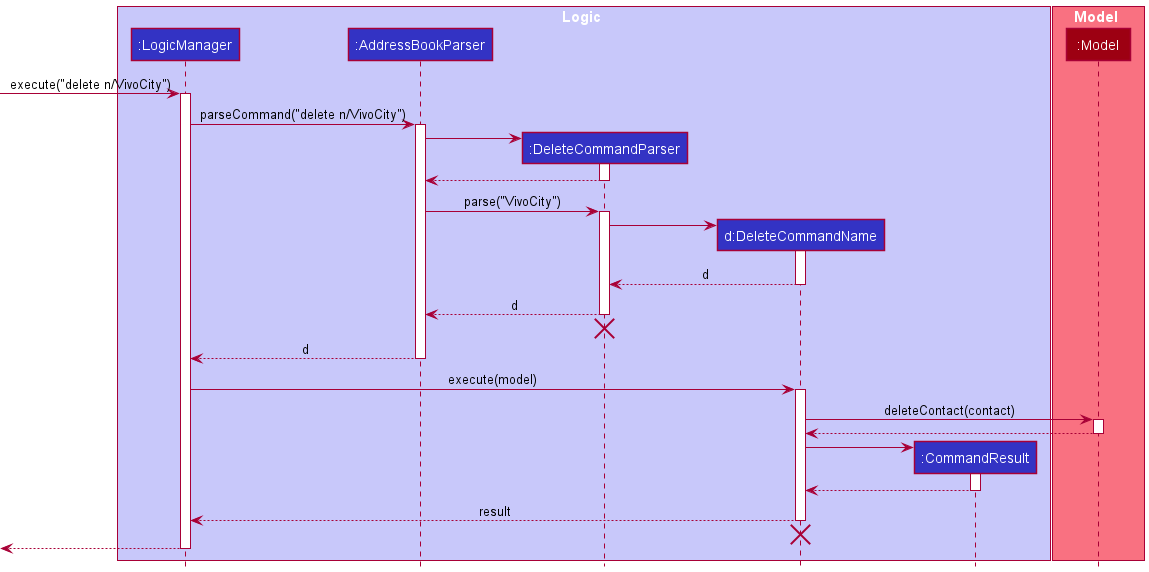 Logic
Model
:LogicManager
:AddressBookParser
:Model
execute("delete n/VivoCity")
parseCommand("delete n/VivoCity")
:DeleteCommandParser
parse("VivoCity")
d:DeleteCommandName
d
d
d
execute(model)
deleteContact(contact)
:CommandResult
result